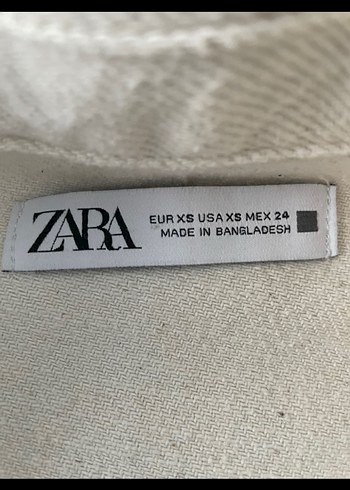 ZARA
EUR XS USA XS MEX 24
MADE IN BANGLADESH